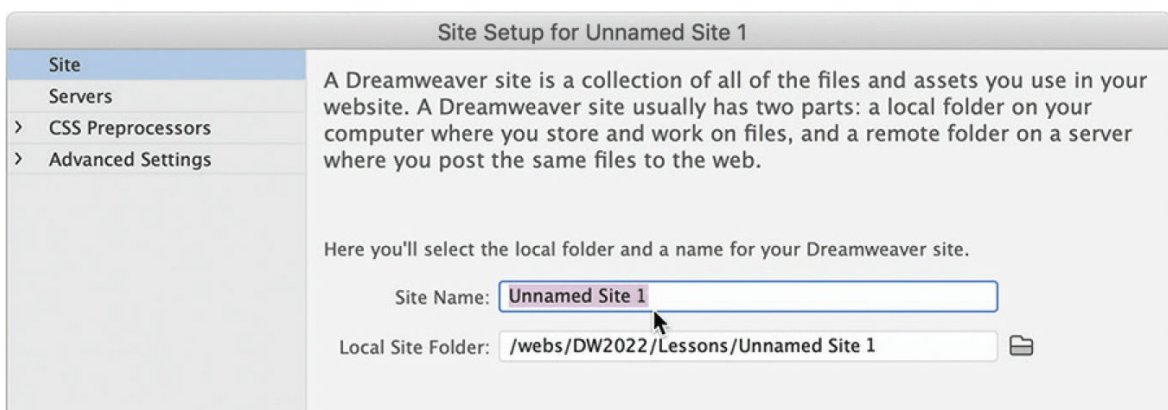 Site Setup for Unnamed Site 1
Site
Servers
CSS Preprocessors
Advanced Settings
A Dreamweaver site is a collection of all of the files and assets you use in your
website. A Dreamweaver site usually has two parts: a local folder on your
computer where you store and work on files, and a remote folder on a server
where you post the same files to the web.
Here you'll select the local folder and a name for your Dreamweaver site.
Site Name: Unnamed Site 1
Local Site Folder: /webs/DW2022/Lessons/Unnamed Site 1